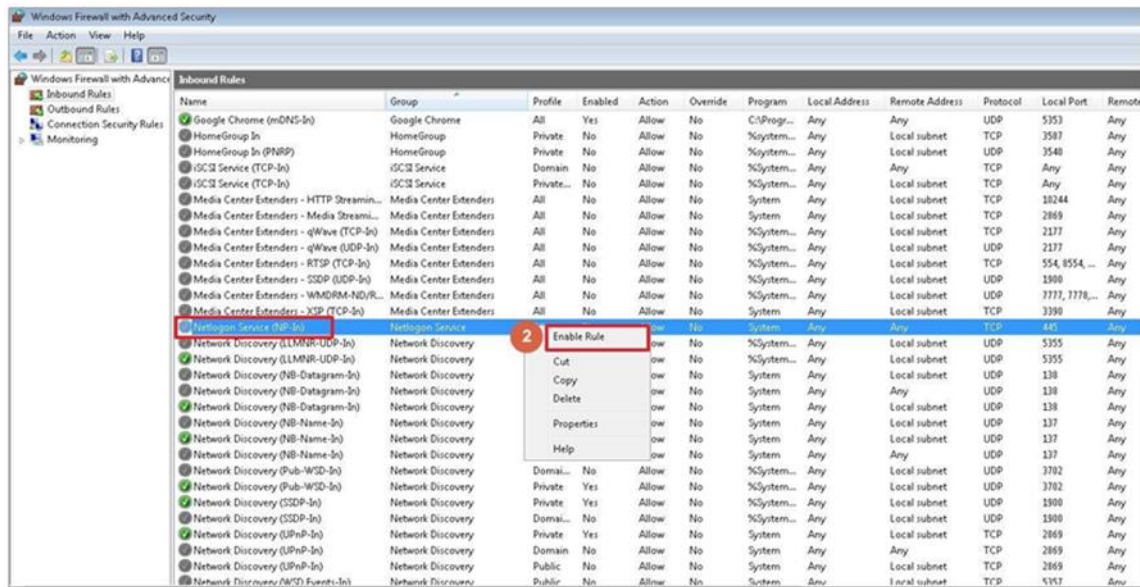 Windows Firewall with Advanced Security
File Action View Help
Windows Firewall with Advance
Inbound Rules
Outbound Rules
Connection Security Rules
Monitoring
Inbound Rules
Name Group Profile Enabled Action Override Program Local Address Remote Address Protocol Local Port Remote
Google Chrome (mDNS-In) Google Chrome All Yes Allow No C:\Progr... Any Any UDP 5353 Any
HomeGroup In HomeGroup Private No Allow No %system... Any Local subnet TCP 3587 Any
HomeGroup In (PNRP) HomeGroup Private No Allow No %system... Any Local subnet UDP 3540 Any
iSCSI Service (TCP-In) iSCSI Service Domain No Allow No %System... Any Any TCP Any Any
iSCSI Service (TCP-In) iSCSI Service Private... No Allow No %System... Any Local subnet TCP Any Any
Media Center Extenders - HTTP Streamin... Media Center Extenders All No Allow No System Any Local subnet TCP 10244 Any
Media Center Extenders - Media Streami... Media Center Extenders All No Allow No System Any Local subnet TCP 2869 Any
Media Center Extenders - qWave (TCP-In) Media Center Extenders All No Allow No %System... Any Local subnet TCP 2177 Any
Media Center Extenders - qWave (UDP-In) Media Center Extenders All No Allow No %System... Any Local subnet UDP 2177 Any
Media Center Extenders - RTSP (TCP-In) Media Center Extenders All No Allow No %System... Any Local subnet TCP 554, 8554, ... Any
Media Center Extenders - SSDP (UDP-In) Media Center Extenders All No Allow No %System... Any Local subnet UDP 1900 Any
Media Center Extenders - WMDRM-ND/R... Media Center Extenders All No Allow No %System... Any Local subnet UDP 7777, 7778,... Any
Media Center Extenders - XSP (TCP-In) Media Center Extenders All No Allow No System Any Local subnet TCP 3390 Any
Netlogon Service (NP-In) Netlogon Service No System Any Any TCP 445 Any
2 Enable Rule
Cut
Copy
Delete
Properties
Help
Network Discovery (LLMNR-UDP-In) Network Discovery ow No %System... Any Local subnet UDP 5355 Any
Network Discovery (LLMNR-UDP-In) Network Discovery ow No %System... Any Local subnet UDP 5355 Any
Network Discovery (NB-Datagram-In) Network Discovery ow No System Any Local subnet UDP 138 Any
Network Discovery (NB-Datagram-In) Network Discovery ow No System Any Any UDP 138 Any
Network Discovery (NB-Datagram-In) Network Discovery ow No System Any Local subnet UDP 138 Any
Network Discovery (NB-Name-In) Network Discovery ow No System Any Local subnet UDP 137 Any
Network Discovery (NB-Name-In) Network Discovery ow No System Any Local subnet UDP 137 Any
Network Discovery (NB-Name-In) Network Discovery ow No System Any Any UDP 137 Any
Network Discovery (Pub-WSD-In) Network Discovery Domai... No Allow No %System... Any Local subnet UDP 3702 Any
Network Discovery (Pub-WSD-In) Network Discovery Private Yes Allow No %System... Any Local subnet UDP 3702 Any
Network Discovery (SSDP-In) Network Discovery Private Yes Allow No %System... Any Local subnet UDP 1900 Any
Network Discovery (SSDP-In) Network Discovery Domai... No Allow No %System... Any Local subnet UDP 1900 Any
Network Discovery (UPnP-In) Network Discovery Private Yes Allow No System Any Local subnet TCP 2869 Any
Network Discovery (UPnP-In) Network Discovery Domain No Allow No System Any Any TCP 2869 Any
Network Discovery (UPnP-In) Network Discovery Public No Allow No System Any Local subnet TCP 2869 Any
Network Discovery (WSD Events-In) Network Discovery Public No Allow No System Any Local subnet TCP 5357 Any